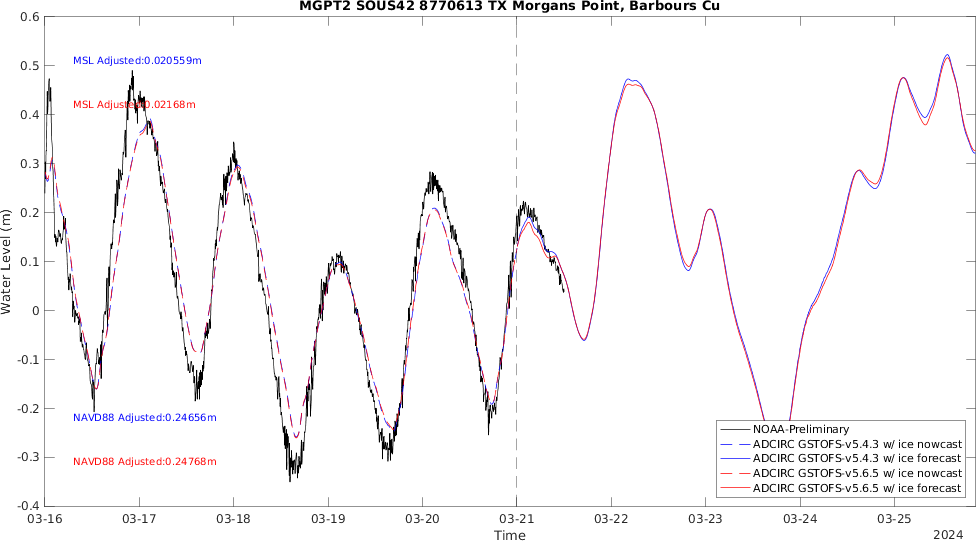 MGPT2 SOUS42 8770613 TX Morgans Point, Barbours Cu
0.6
0.5
0.4
0.3
0.2
0.1
0
-0.1
-0.2
-0.3
-0.4
Water Level (m)
MSL Adjusted:0.020559m
MSL Adjusted:0.02168m
NAVD88 Adjusted:0.24656m
NAVD88 Adjusted:0.24768m
NOAA-Preliminary
ADCIRC GSTOFS-v5.4.3 w/ ice nowcast
ADCIRC GSTOFS-v5.4.3 w/ ice forecast
ADCIRC GSTOFS-v5.6.5 w/ ice nowcast
ADCIRC GSTOFS-v5.6.5 w/ ice forecast
03-16 03-17 03-18 03-19 03-20 03-21 03-22 03-23 03-24 03-25
Time
2024